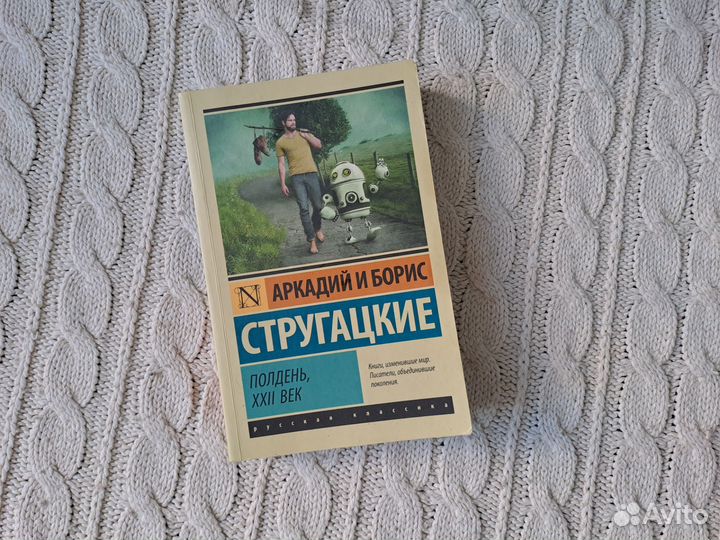 N
АРКАДИЙ И БОРИС
СТРУГАЦКИЕ
ПОЛДЕНЬ,
XXII ВЕК
Книги, изменившие мир.
Писатели, объединившие
поколения.
русская классика
Avito